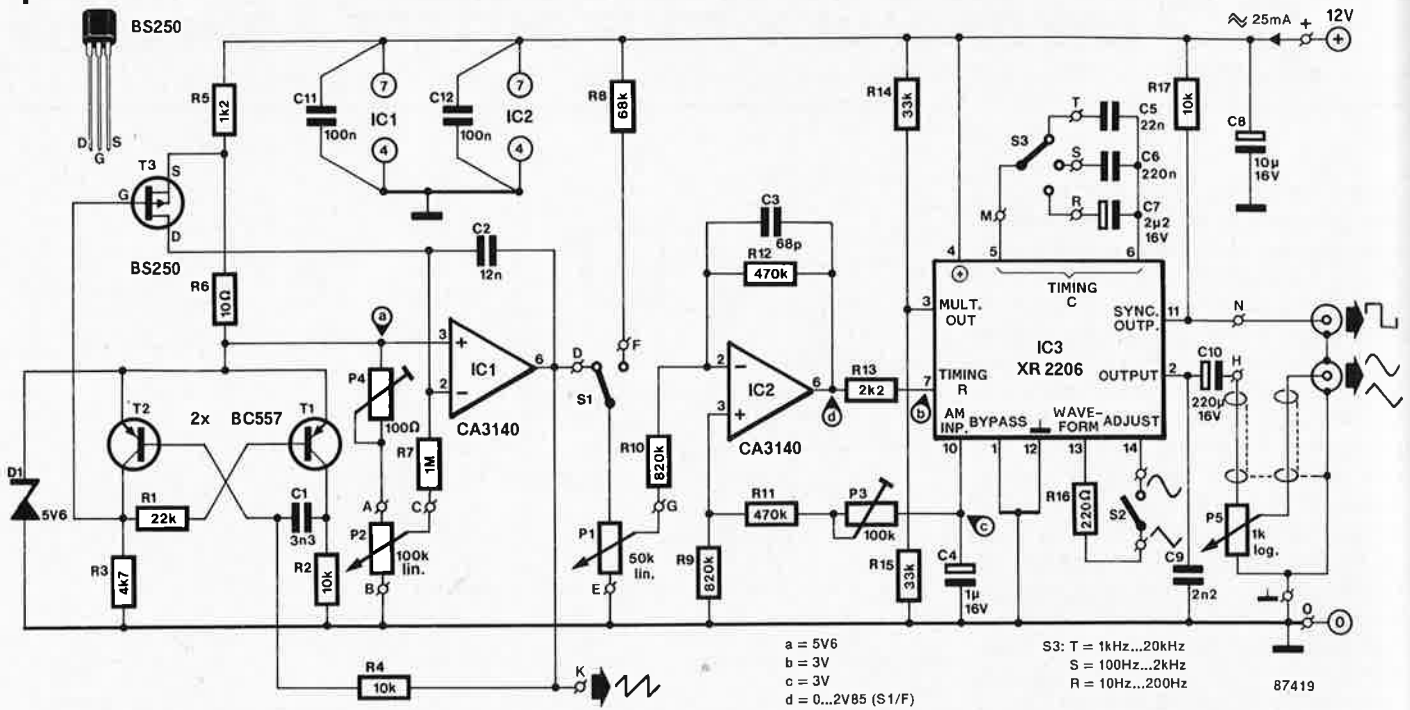 BS250
D G S
R5
1k2
T3
S
G
D
BS250
R6
10Ω
C11
100n
7
IC1
4
C12
100n
7
IC2
4
R8
68k
C2
12n
a
P4
100Ω
3
+
2
−
IC1
6
CA3140
D
S1
F
R7
1M
T2
2x BC557
T1
D1
5V6
R1
22k
C1
3n3
R3
4k7
R2
10k
A
C
P2
100k
lin.
B
R4
10k
K
P1
50k
lin.
E
R10
820k
G
C3
68p
R12
470k
2
−
3
+
IC2
6
CA3140
d
R13
2k2
b
R9
820k
R11
470k
P3
100k
c
C4
1µ
16V
R14
33k
R15
33k
S3
T
C5
22n
S
C6
220n
R
C7
2µ2
16V
M
R17
10k
C8
10µ
16V
≈ 25mA
+
12V
+
4
5
6
+
TIMING
C
3
MULT.
OUT
SYNC.
OUTP.
11
IC3
XR 2206
7
TIMING
R
OUTPUT
2
AM
INP.
BYPASS
WAVE-
FORM
ADJUST
10
1
12
13
14
R16
220Ω
S2
C9
2n2
C10
220µ
16V
N
H
P5
1k
log.
0
0
a = 5V6
b = 3V
c = 3V
d = 0...2V85 (S1/F)
S3: T = 1kHz...20kHz
S = 100Hz...2kHz
R = 10Hz...200Hz
87419